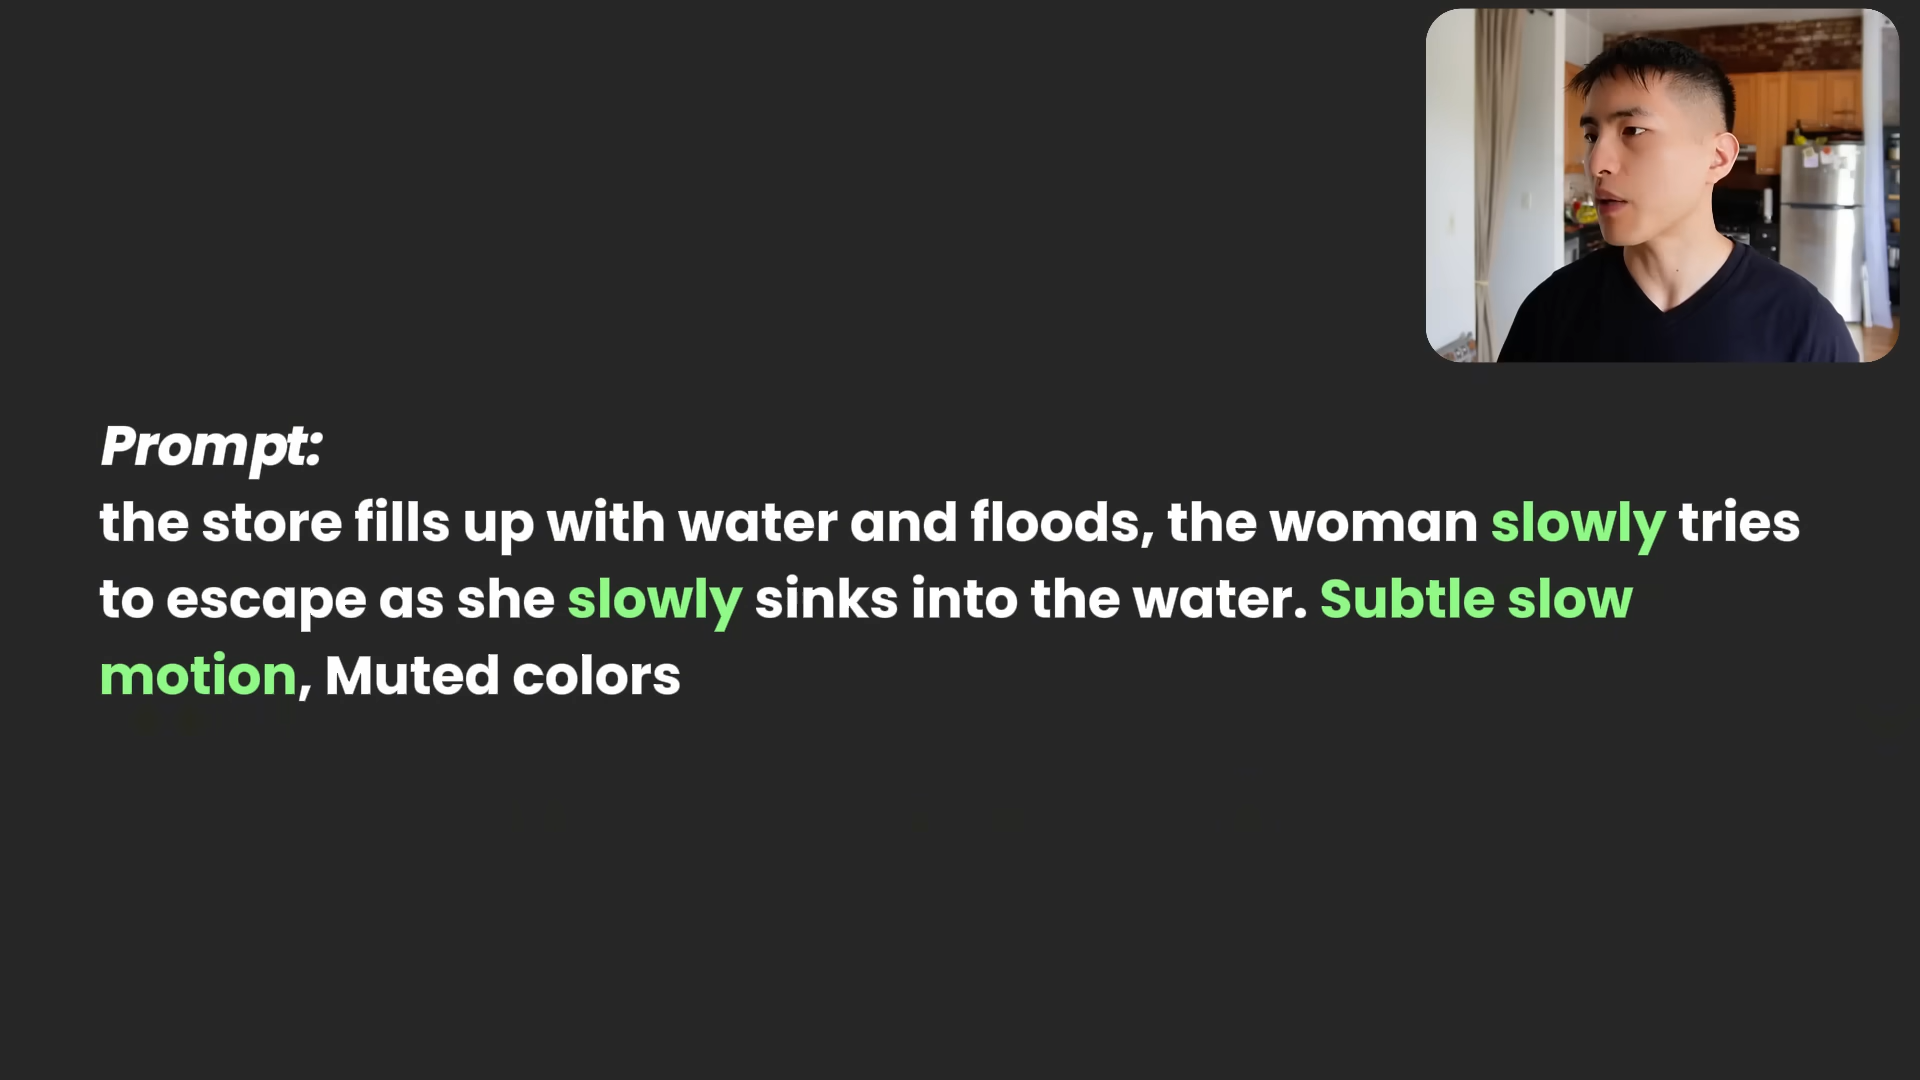 Prompt:
the store fills up with water and floods, the woman slowly tries
to escape as she slowly sinks into the water. Subtle slow
motion, Muted colors